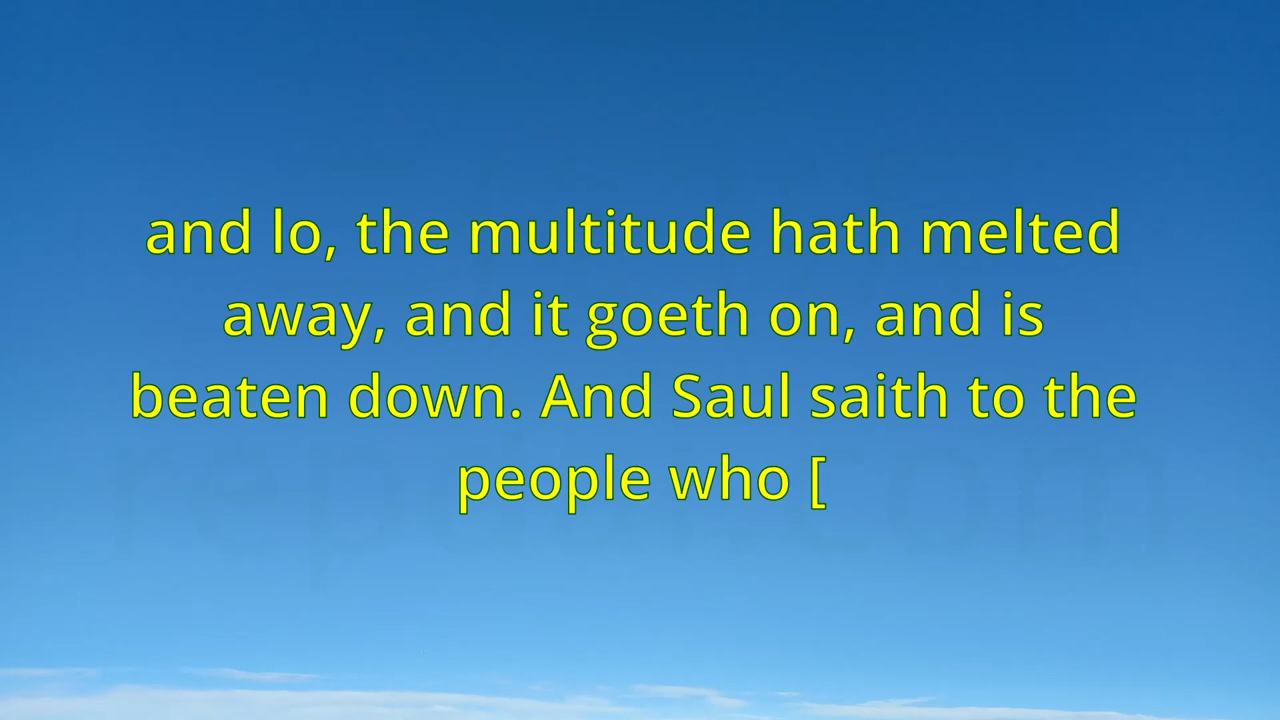 and lo, the multitude hath melted
away, and it goeth on, and is
beaten down. And Saul saith to the
people who [